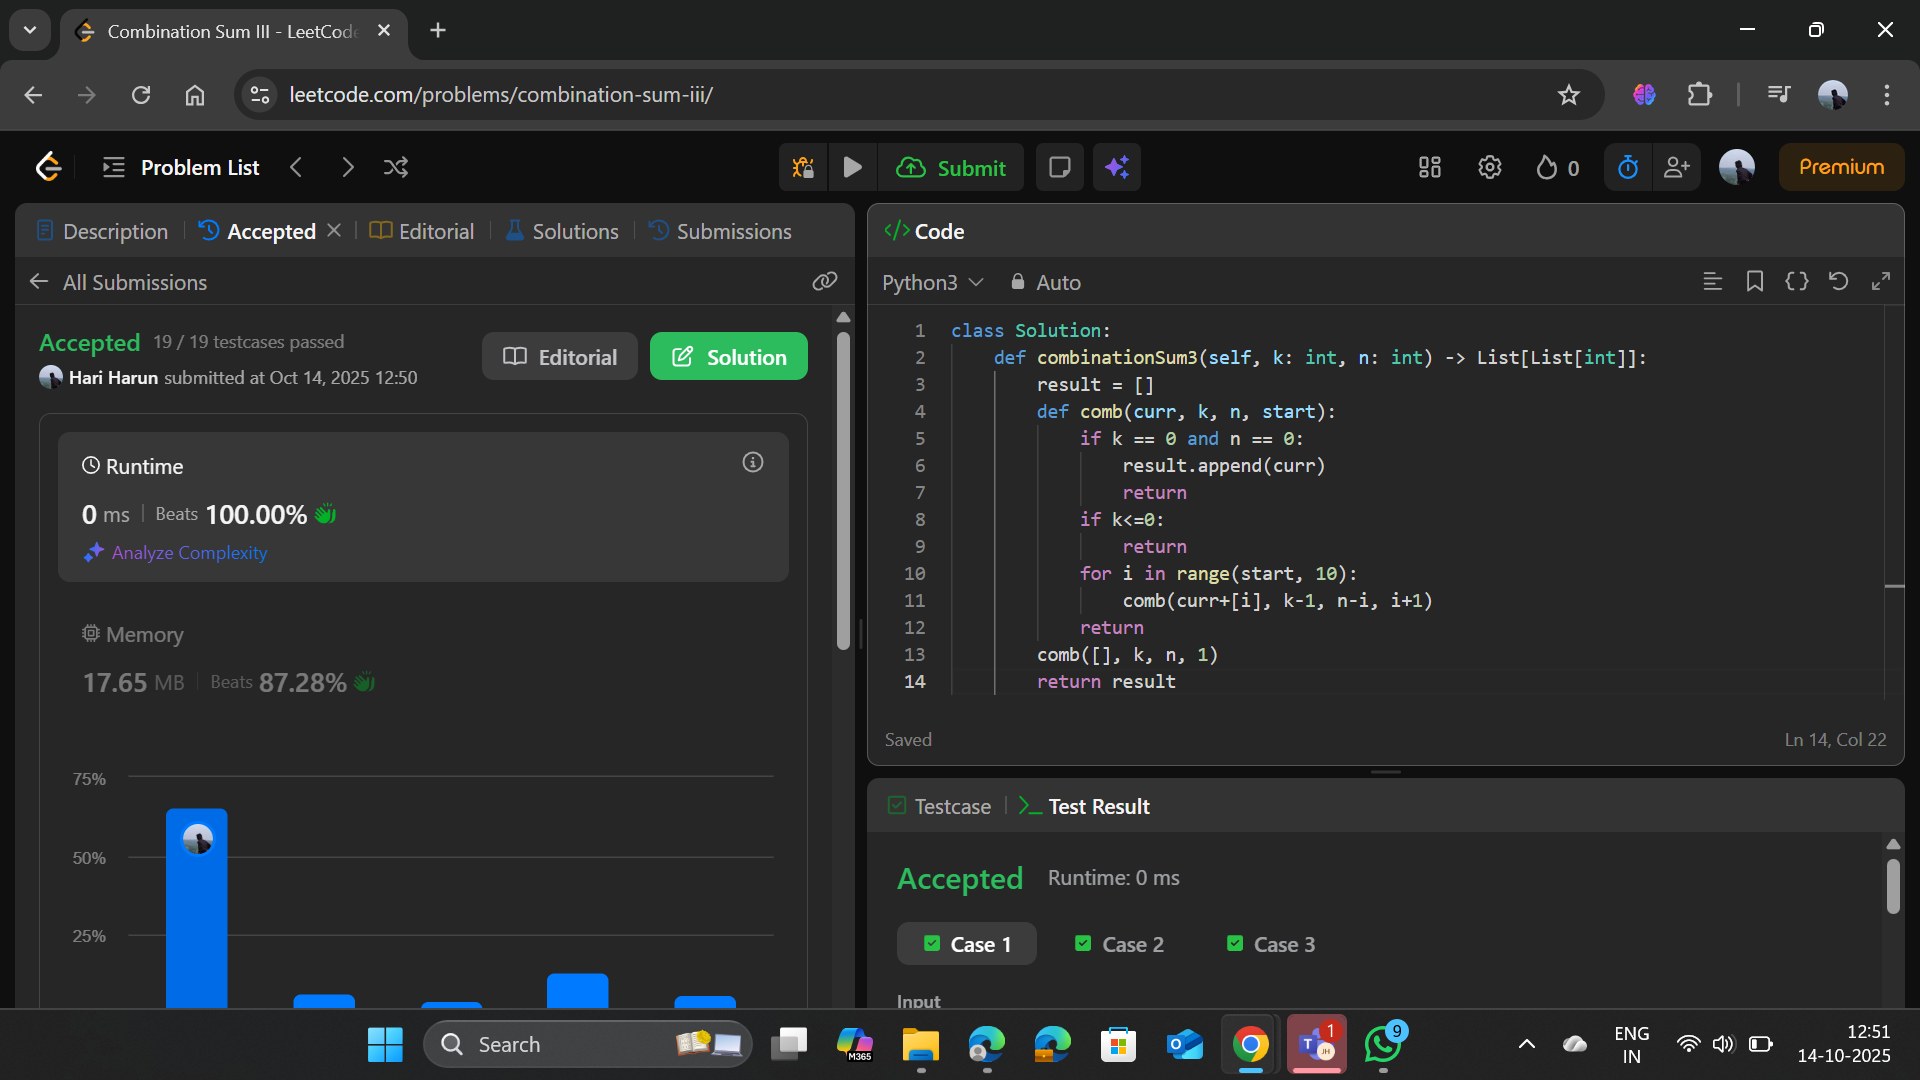 Combination Sum III - LeetCode
leetcode.com/problems/combination-sum-iii/
Problem List
Submit
0
Premium
Description
Accepted
Editorial
Solutions
Submissions
All Submissions
Accepted 19 / 19 testcases passed
Hari Harun submitted at Oct 14, 2025 12:50
Editorial
Solution
Runtime
0 ms Beats 100.00%
Analyze Complexity
Memory
17.65 MB Beats 87.28%
75%
50%
25%
</> Code
Python3
Auto
1 class Solution:
2 def combinationSum3(self, k: int, n: int) -> List[List[int]]:
3 result = []
4 def comb(curr, k, n, start):
5 if k == 0 and n == 0:
6 result.append(curr)
7 return
8 if k<=0:
9 return
10 for i in range(start, 10):
11 comb(curr+[i], k-1, n-i, i+1)
12 return
13 comb([], k, n, 1)
14 return result
Saved
Ln 14, Col 22
Testcase
Test Result
Accepted Runtime: 0 ms
Case 1
Case 2
Case 3
Input
Search
M365
T
JH
1
9
ENG
IN
12:51
14-10-2025